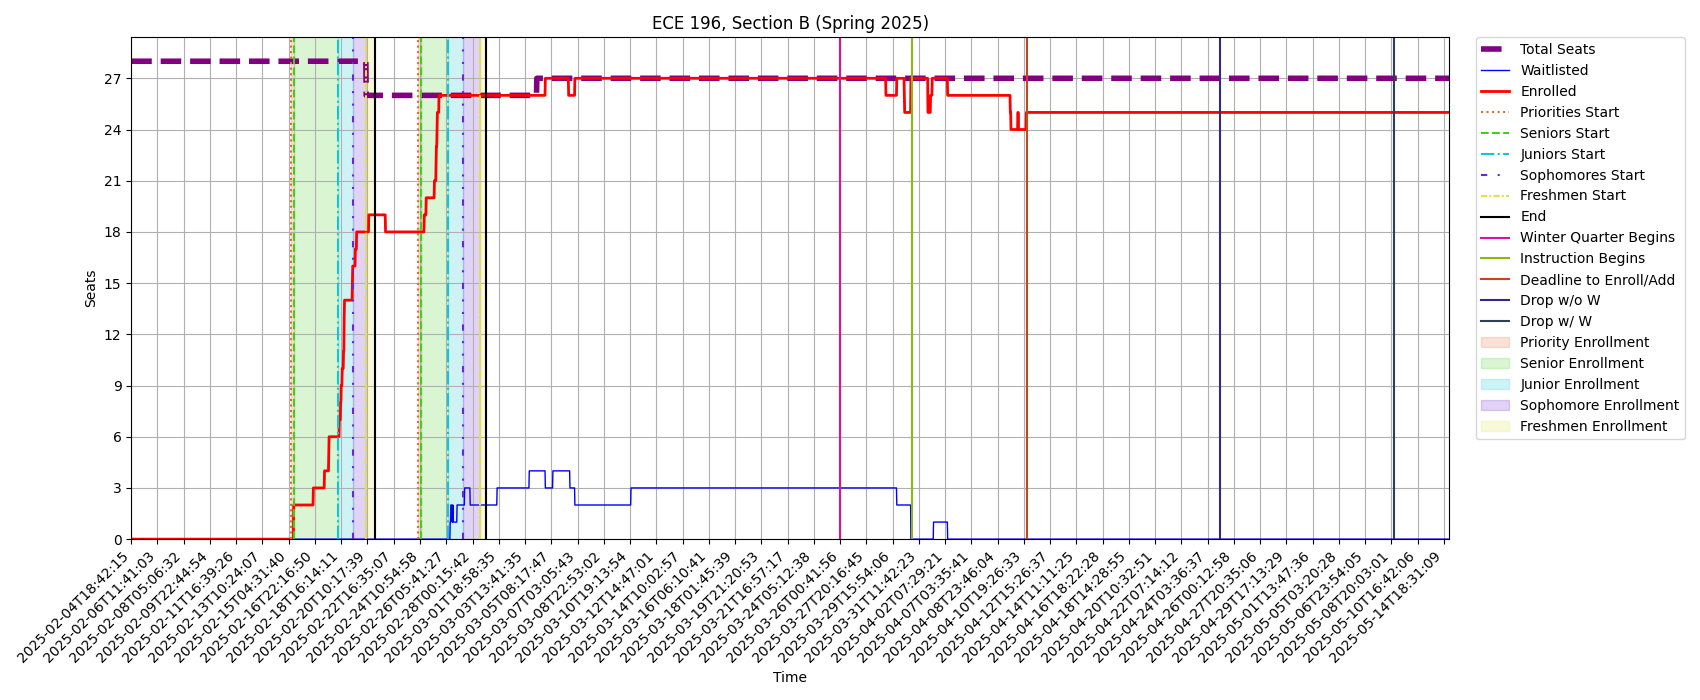 ECE 196, Section B (Spring 2025)
Seats
27
24
21
18
15
12
9
6
3
0
2025-02-04T18:42:15
2025-02-06T11:41:03
2025-02-08T05:06:32
2025-02-09T22:44:54
2025-02-11T16:39:26
2025-02-13T10:24:07
2025-02-15T04:31:40
2025-02-16T22:16:50
2025-02-18T16:14:11
2025-02-20T10:17:39
2025-02-22T16:35:07
2025-02-24T10:54:58
2025-02-26T05:41:27
2025-02-28T00:15:42
2025-03-01T18:58:35
2025-03-03T13:41:35
2025-03-05T08:17:47
2025-03-07T03:05:43
2025-03-08T22:53:02
2025-03-10T19:13:54
2025-03-12T14:47:01
2025-03-14T10:02:57
2025-03-16T06:10:41
2025-03-18T01:45:39
2025-03-19T21:20:53
2025-03-21T16:57:17
2025-03-24T05:12:38
2025-03-26T00:41:56
2025-03-27T20:16:45
2025-03-29T15:54:06
2025-03-31T11:42:23
2025-04-02T07:29:21
2025-04-07T03:35:41
2025-04-08T23:46:04
2025-04-10T19:26:33
2025-04-12T15:26:37
2025-04-14T11:11:25
2025-04-16T18:22:28
2025-04-18T14:28:55
2025-04-20T10:32:51
2025-04-22T07:14:12
2025-04-24T03:36:37
2025-04-26T00:12:58
2025-04-27T20:35:06
2025-04-29T17:13:29
2025-05-01T13:47:36
2025-05-05T03:20:28
2025-05-06T23:54:05
2025-05-08T20:03:01
2025-05-10T16:42:06
2025-05-14T18:31:09
Time
Total Seats
Waitlisted
Enrolled
Priorities Start
Seniors Start
Juniors Start
Sophomores Start
Freshmen Start
End
Winter Quarter Begins
Instruction Begins
Deadline to Enroll/Add
Drop w/o W
Drop w/ W
Priority Enrollment
Senior Enrollment
Junior Enrollment
Sophomore Enrollment
Freshmen Enrollment